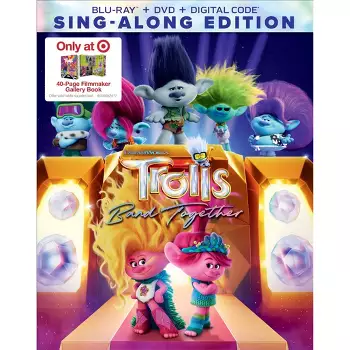 BLU-RAY + DVD + DIGITAL CODE
SING-ALONG EDITION
Only at
40-Page Filmmaker
Gallery Book
Trolls
Band Together